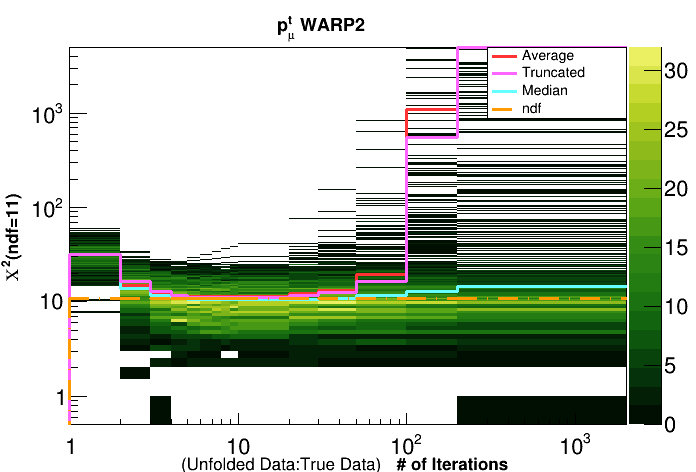 p^t_μ WARP2
Average
Truncated
Median
ndf
χ²(ndf=11)
10³
10²
10
1
30
25
20
15
10
5
0
1
10
10²
10³
(Unfolded Data:True Data) # of Iterations